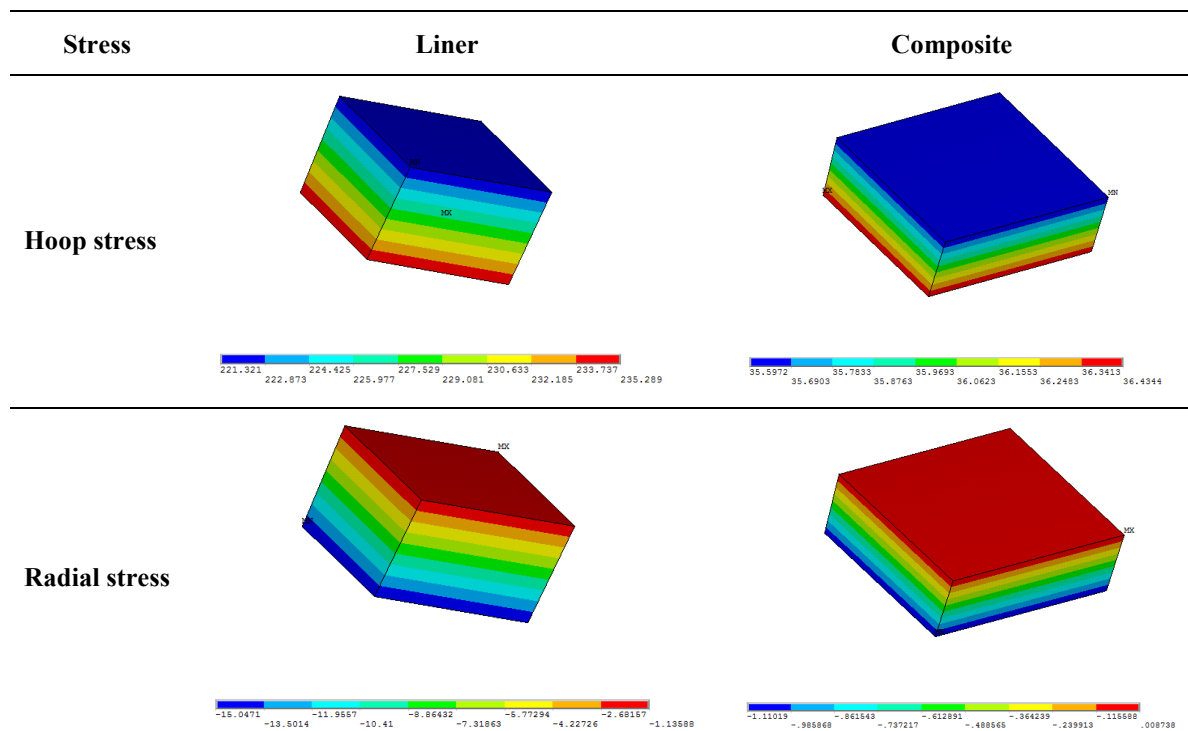 Stress Liner Composite
Hoop stress
MX
MX
MN
221.321 224.425 227.529 230.633 233.737
222.873 225.977 229.081 232.185 235.289
35.5972 35.7833 35.9693 36.1553 36.3413
35.6903 35.8763 36.0623 36.2483 36.4344
Radial stress
MX
MX
-15.0471 -11.9557 -8.86432 -5.77294 -2.68157
-13.5014 -10.41 -7.31863 -4.22726 -1.13588
-1.11019 -.861543 -.612891 -.364239 -.115588
-.985868 -.737217 -.488565 -.239913 .008738